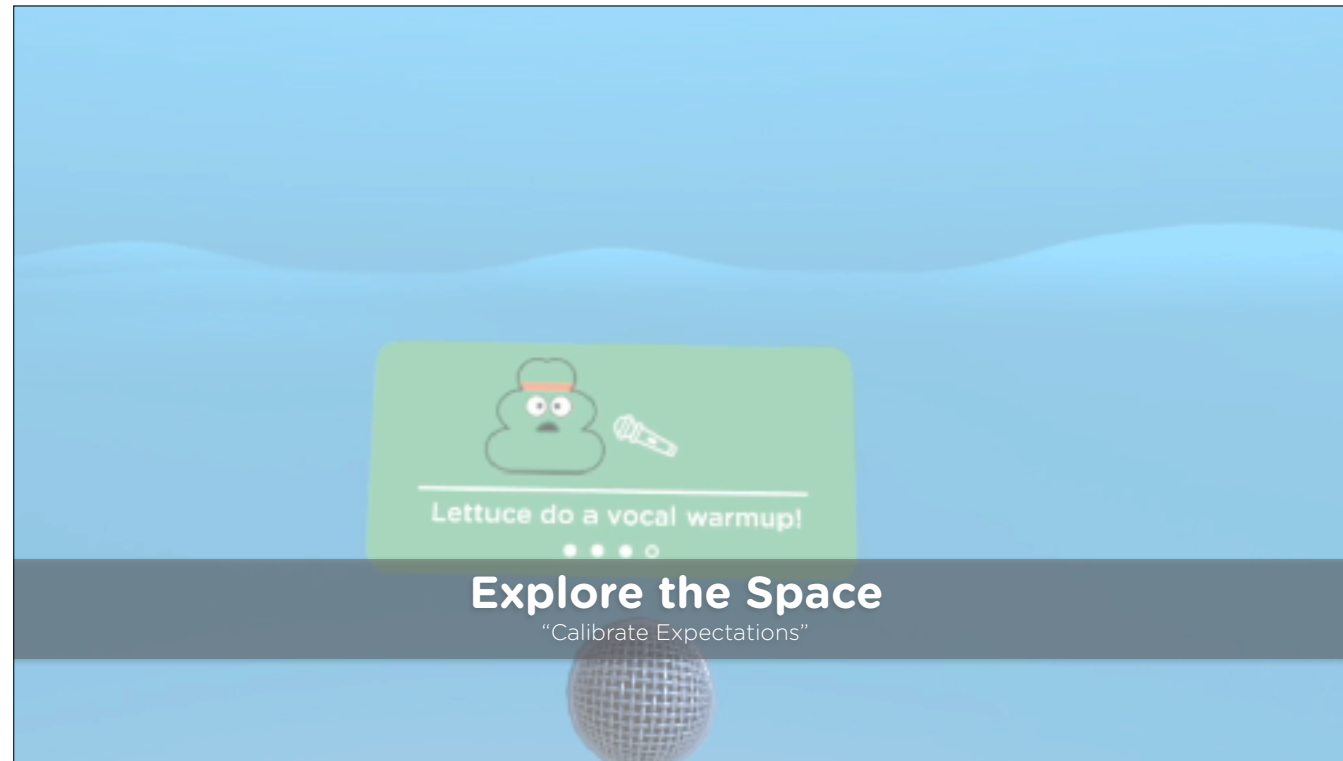 Lettuce do a vocal warmup!
Explore the Space
“Calibrate Expectations”